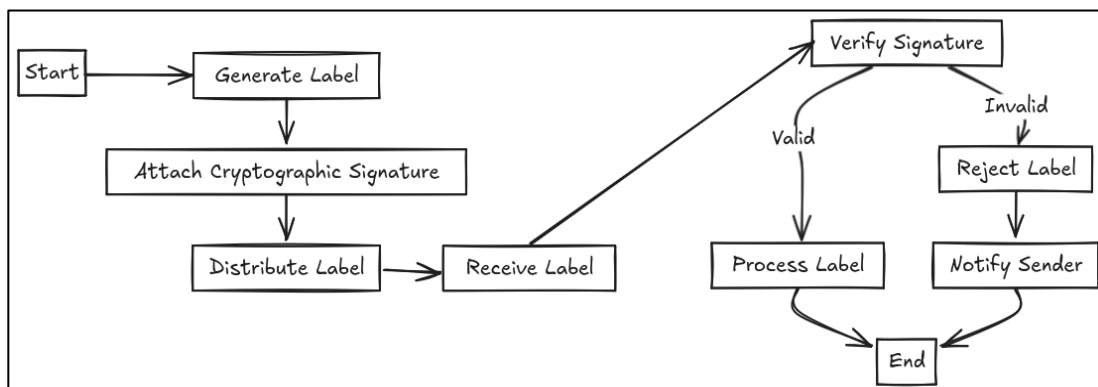 Start
Generate Label
Attach Cryptographic Signature
Distribute Label
Receive Label
Verify Signature
Valid
Invalid
Process Label
Reject Label
Notify Sender
End